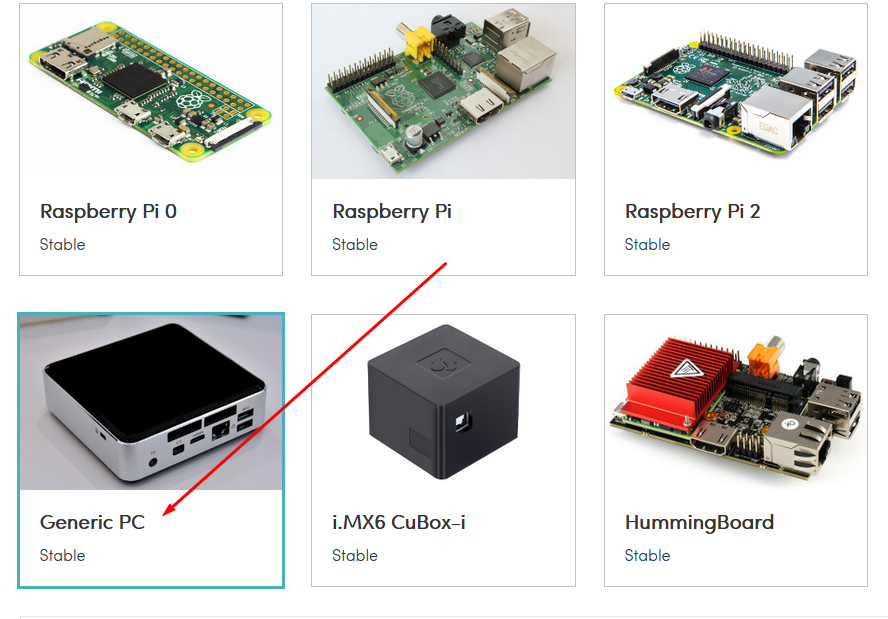 EDAC
Raspberry Pi 0
Stable
Raspberry Pi
Stable
Raspberry Pi 2
Stable
Generic PC
Stable
i.MX6 CuBox-i
Stable
HummingBoard
Stable